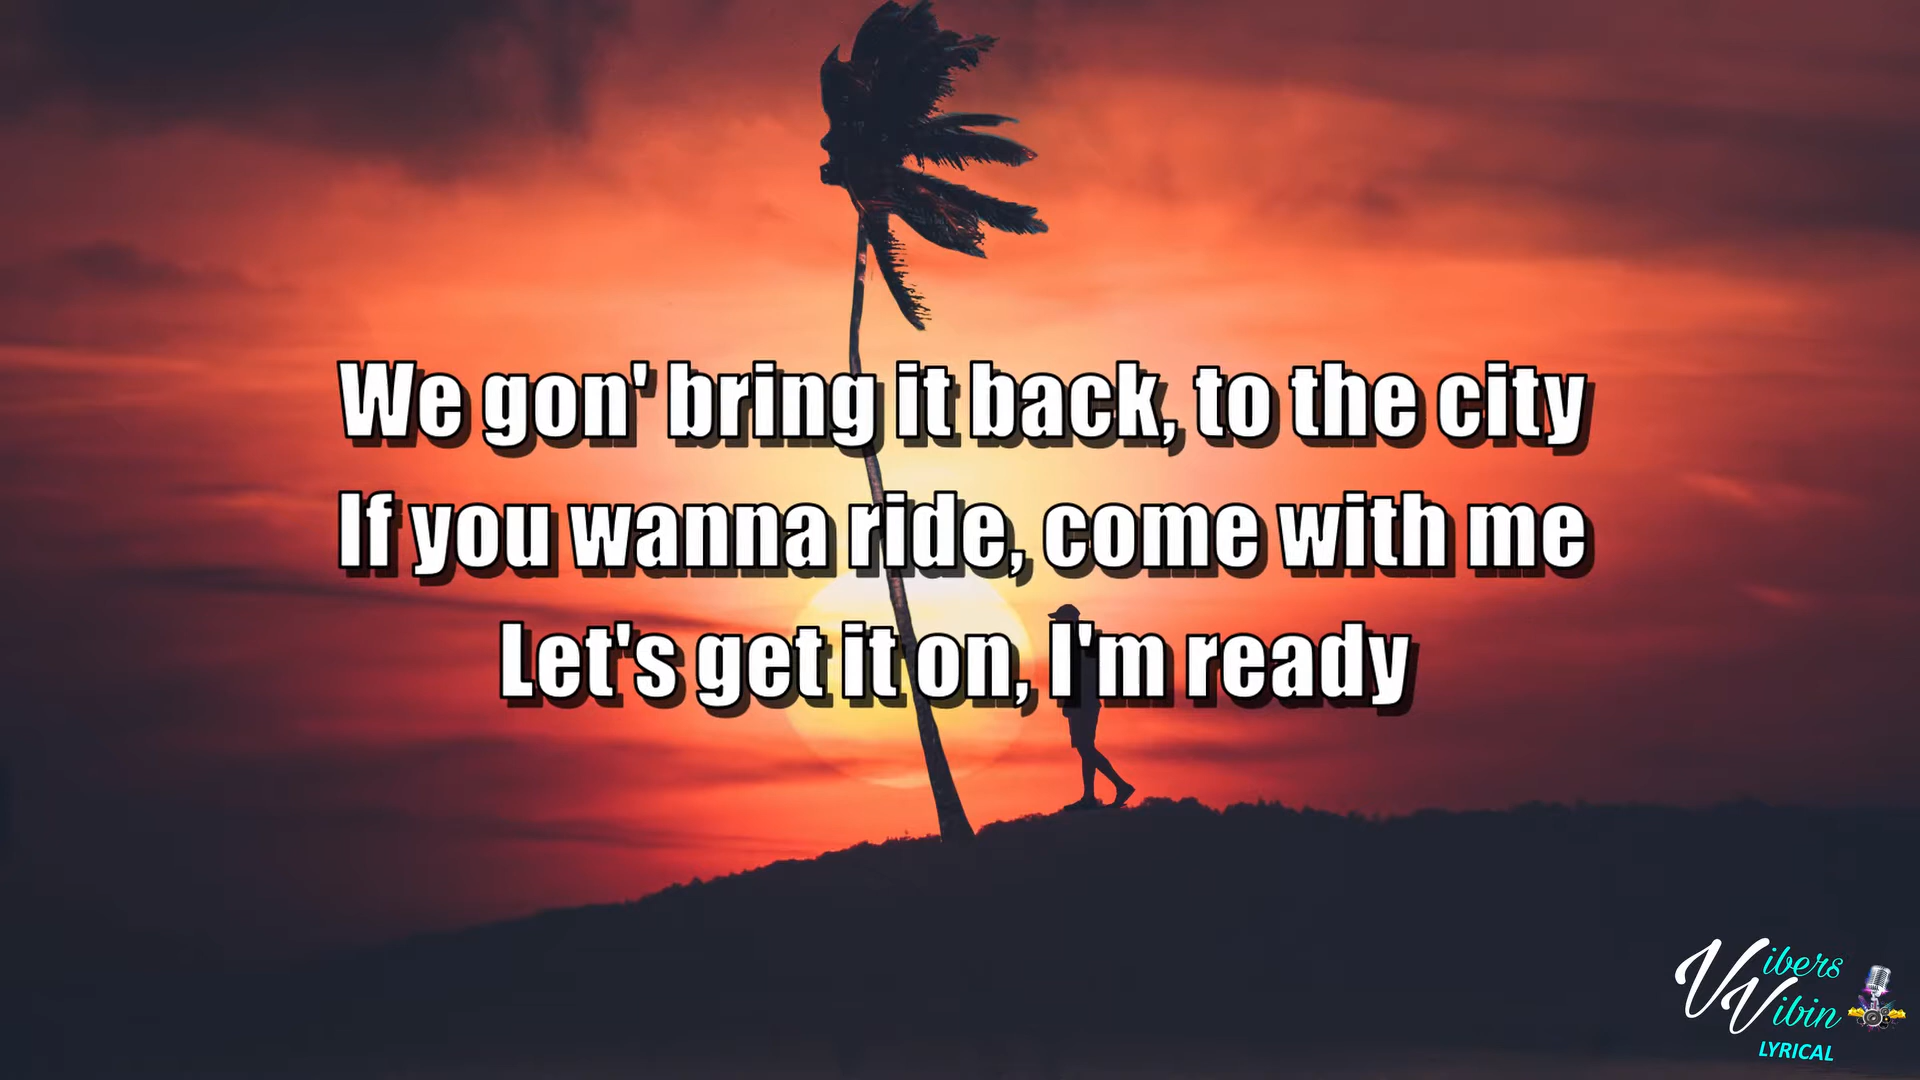 We gon' bring it back, to the city
If you wanna ride, come with me
Let's get it on, I'm ready
Vibers
Vibin
LYRICAL